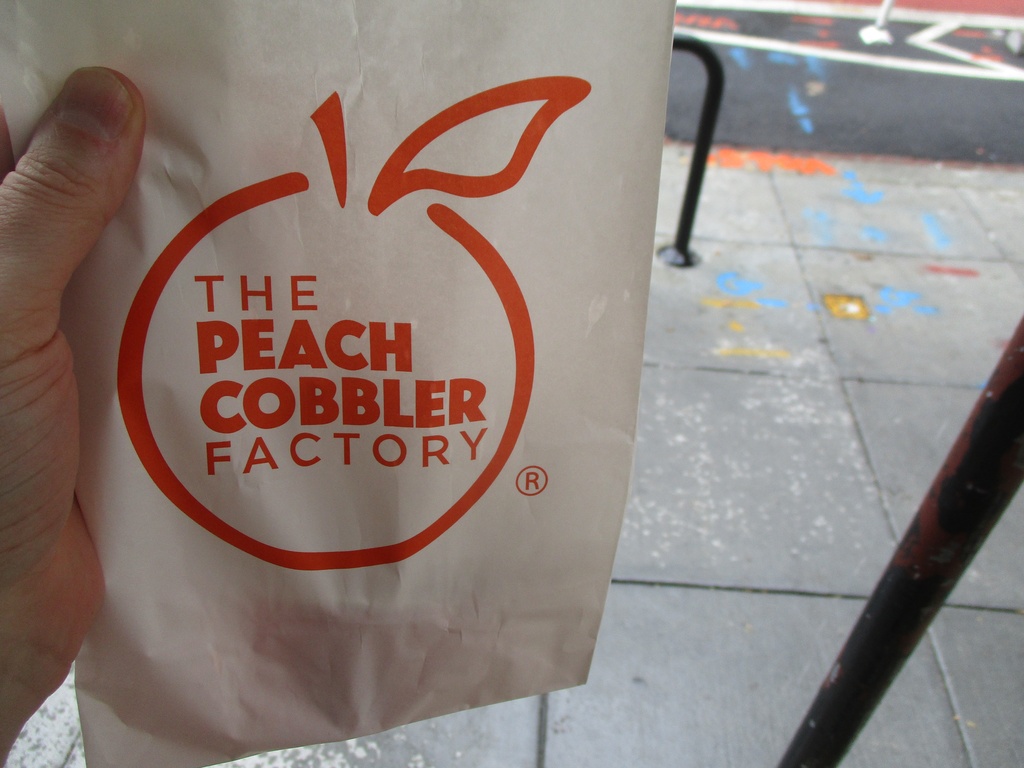 THE
PEACH
COBBLER
FACTORY
®